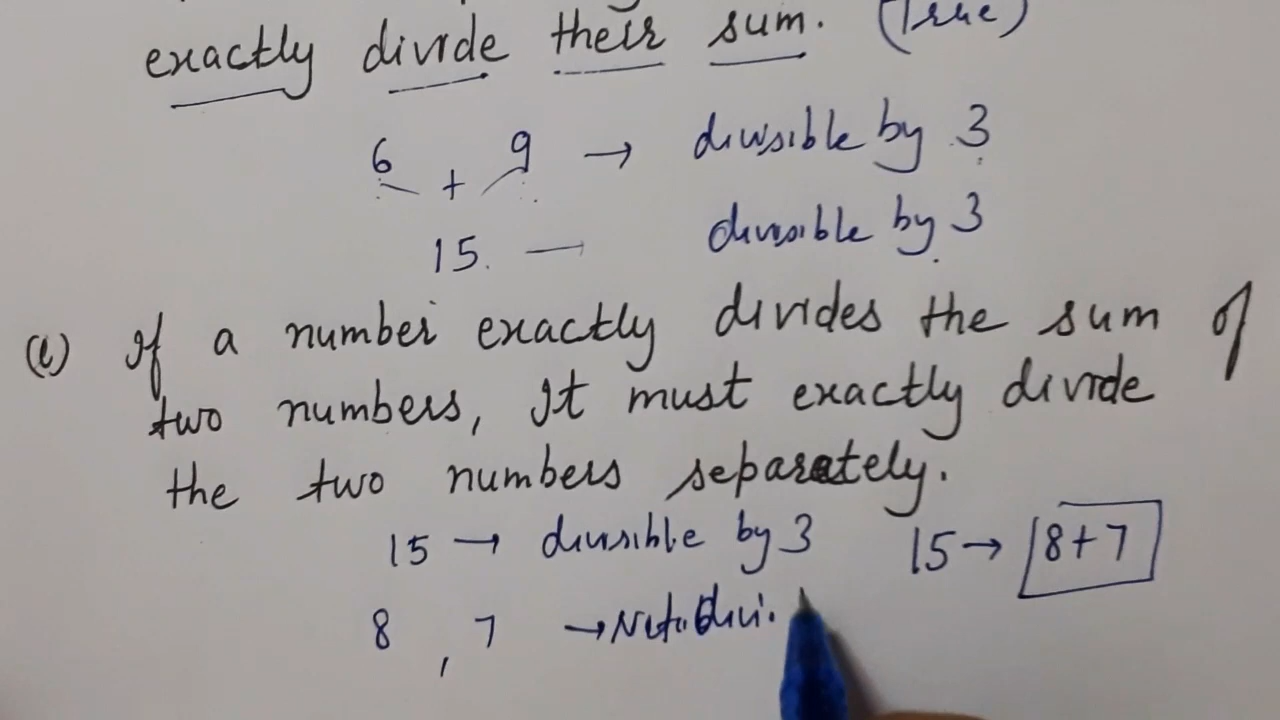 exactly divide their sum. (True)
6 + 9 → divisible by 3
15. — divisible by 3
(l) If a number exactly divides the sum of
two numbers, It must exactly divide
the two numbers separately.
15 → divisible by 3 15 → 8+7
8, 7 → Not divi.